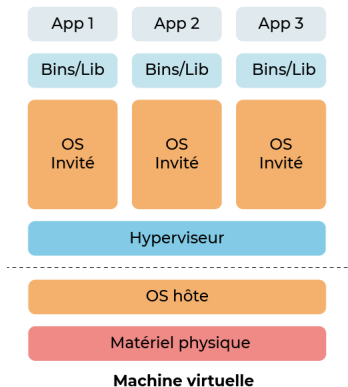 App 1 App 2 App 3
Bins/Lib Bins/Lib Bins/Lib
OS OS OS
Invité Invité Invité
Hyperviseur
OS hôte
Matériel physique
Machine virtuelle